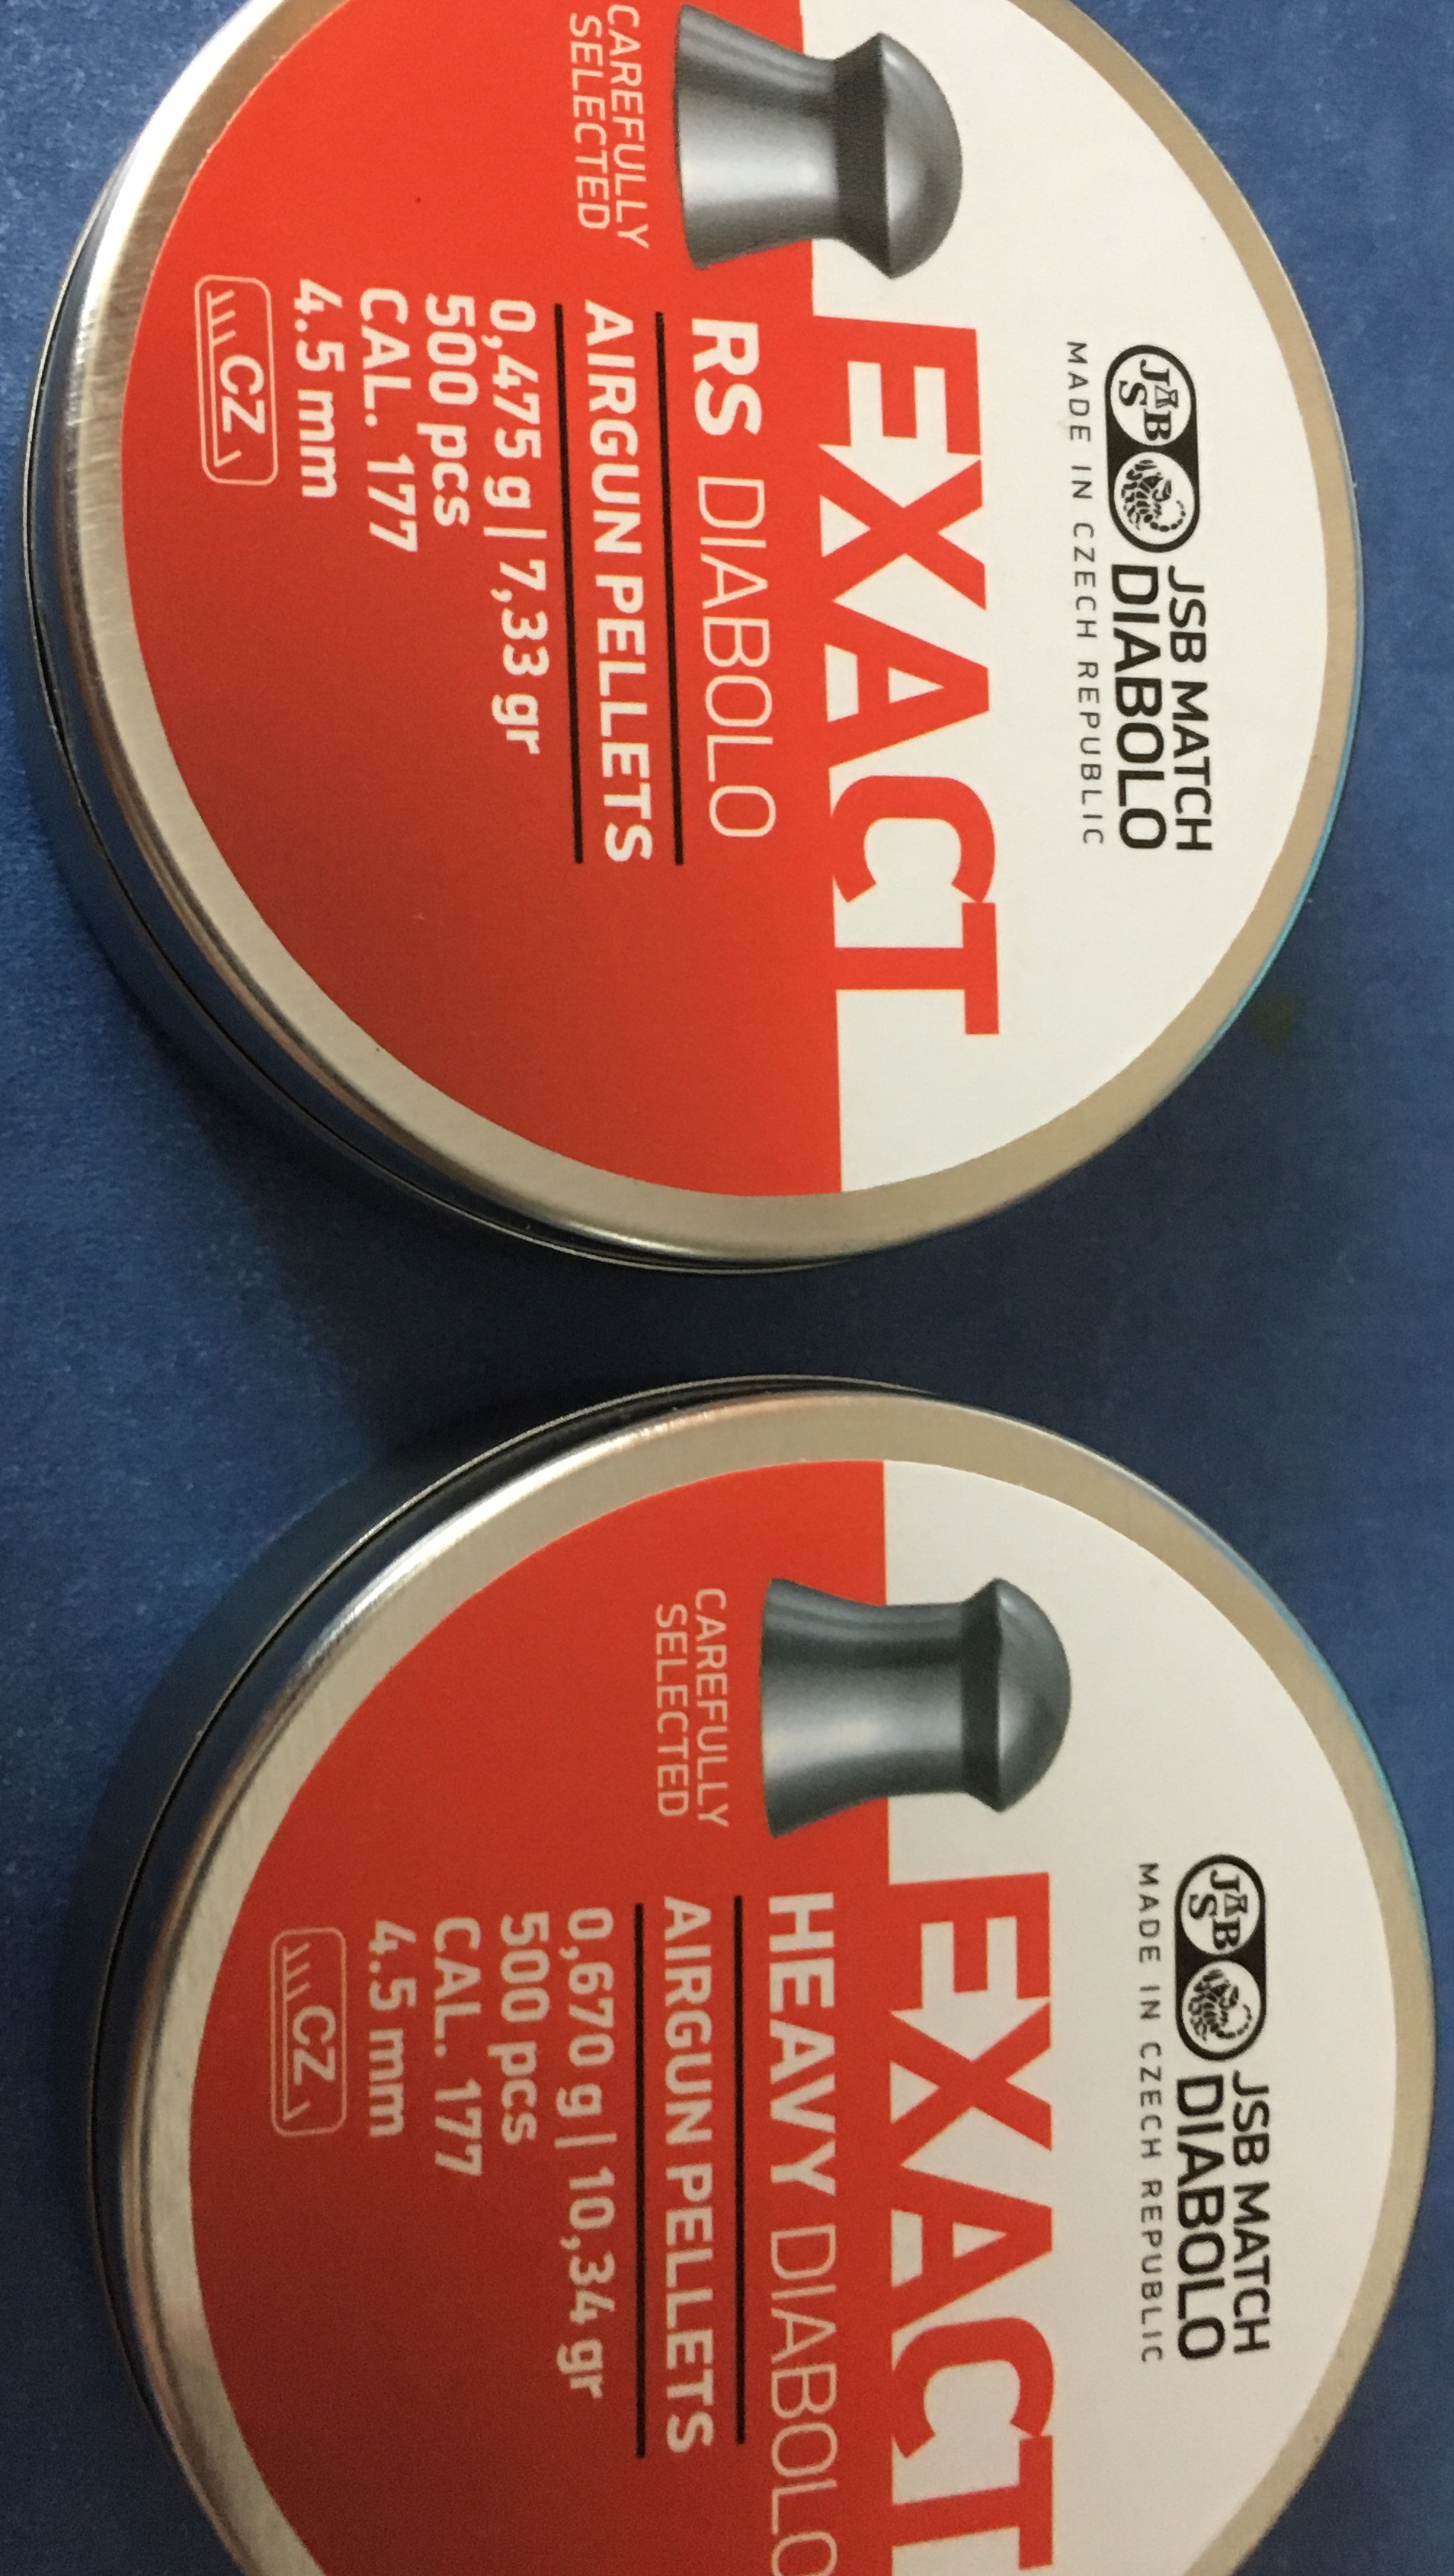 JSB
JSB MATCH
DIABOLO
MADE IN CZECH REPUBLIC
EXACT
RS DIABOLO
CAREFULLY
SELECTED
AIRGUN PELLETS
0,475 g | 7,33 gr
500 pcs
CAL. 177
4.5 mm
CZ
JSB
JSB MATCH
DIABOLO
MADE IN CZECH REPUBLIC
EXACT
HEAVY DIABOLO
CAREFULLY
SELECTED
AIRGUN PELLETS
0,670 g | 10,34 gr
500 pcs
CAL. 177
4.5 mm
CZ